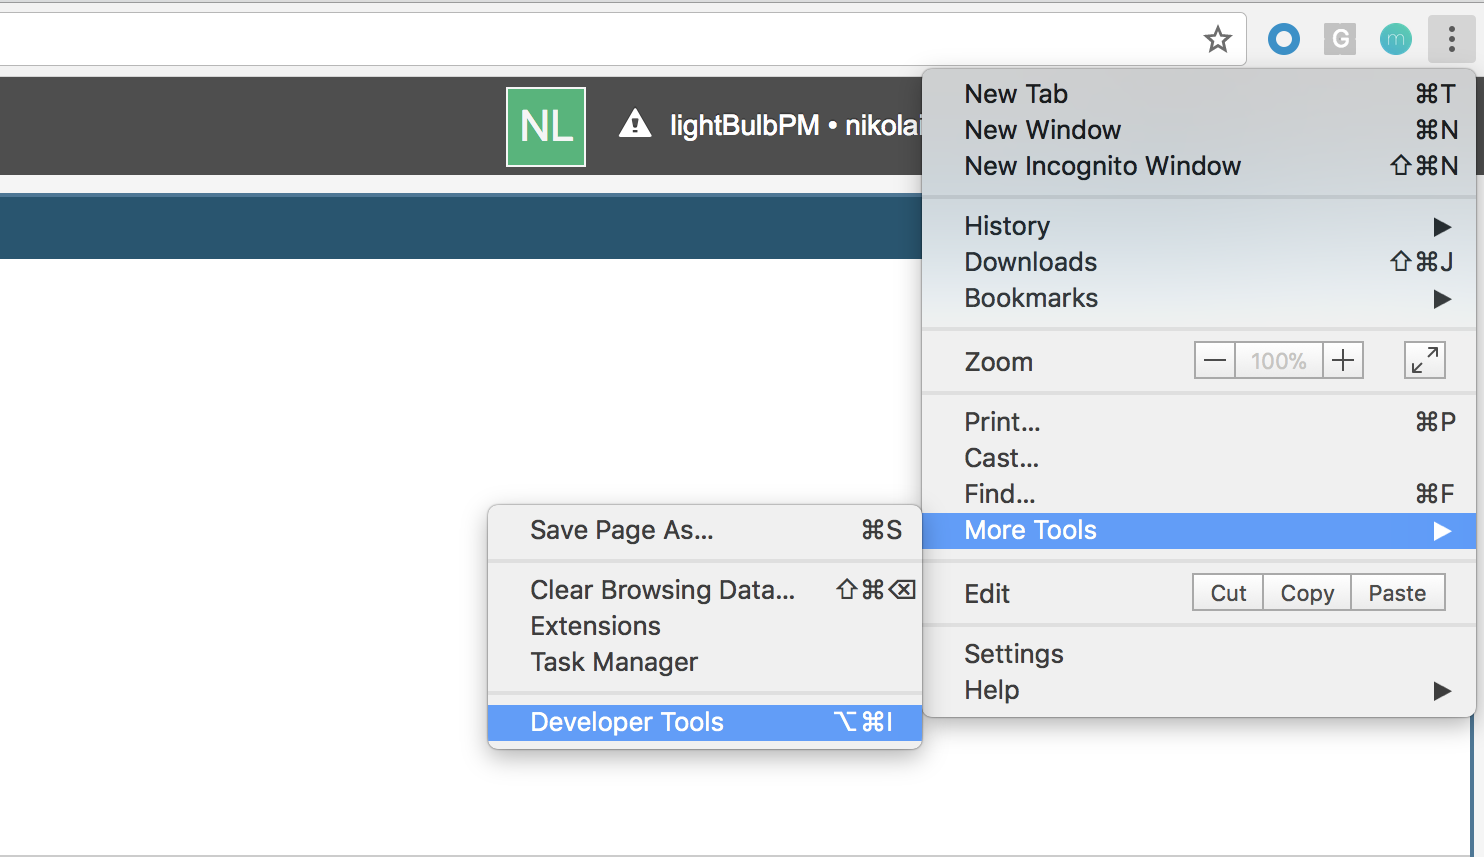 G
m
NL
lightBulbPM • nikolai
New Tab ⌘T
New Window ⌘N
New Incognito Window ⇧⌘N
History ▶
Downloads ⇧⌘J
Bookmarks ▶
Zoom — 100% +
Print... ⌘P
Cast...
Find... ⌘F
More Tools ▶
Edit Cut Copy Paste
Settings
Help ▶
Save Page As... ⌘S
Clear Browsing Data... ⇧⌘⌫
Extensions
Task Manager
Developer Tools ⌥⌘I